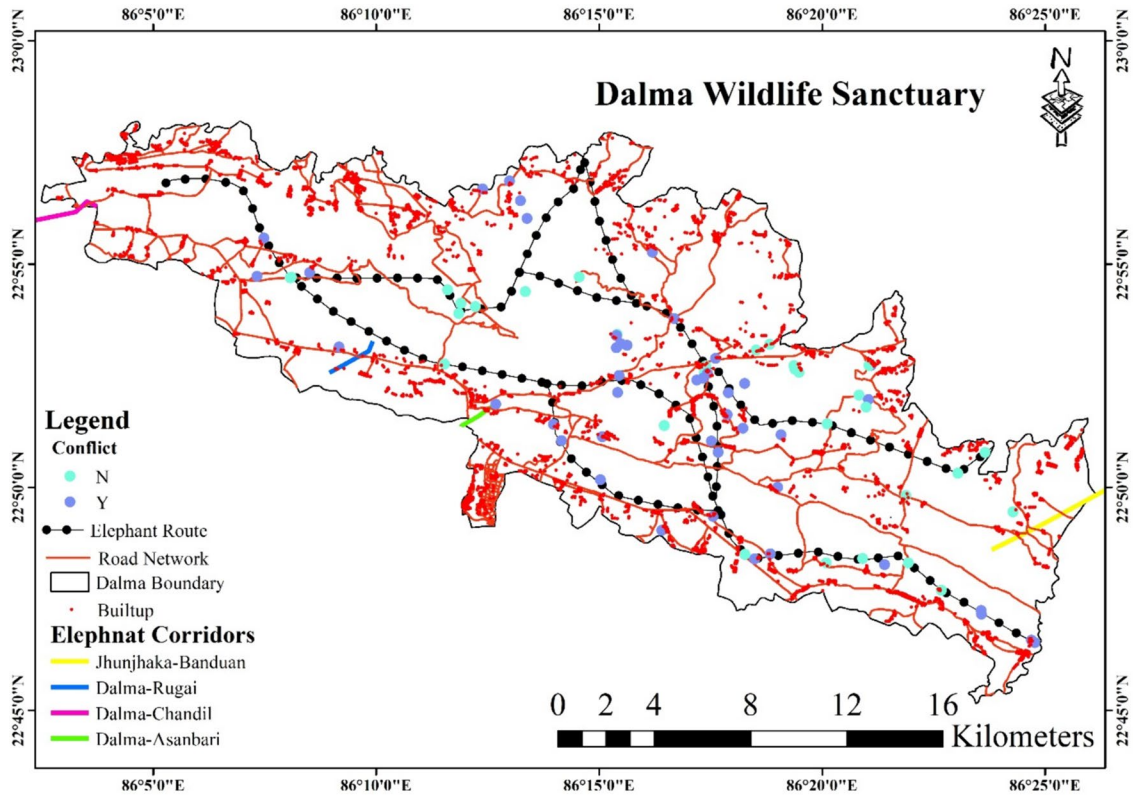 86°5'0"E 86°10'0"E 86°15'0"E 86°20'0"E 86°25'0"E
23°0'0"N 23°0'0"N
N
Dalma Wildlife Sanctuary
22°55'0"N 22°55'0"N
Legend
Conflict
N
Y
Elephant Route
Road Network
Dalma Boundary
Builtup
Elephnat Corridors
Jhunjhaka-Banduan
Dalma-Rugai
Dalma-Chandil
Dalma-Asanbari
22°50'0"N 22°50'0"N
22°45'0"N 22°45'0"N
0 2 4 8 12 16
Kilometers
86°5'0"E 86°10'0"E 86°15'0"E 86°20'0"E 86°25'0"E